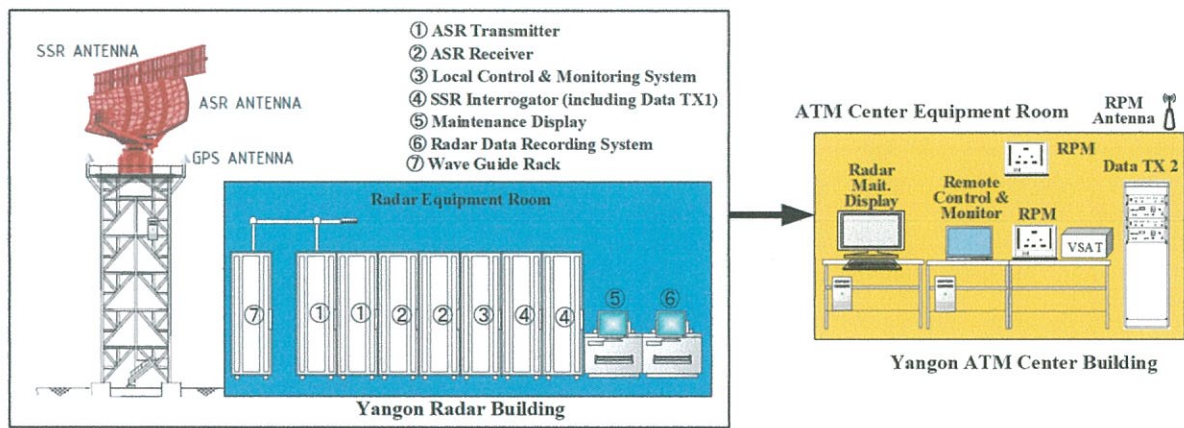 SSR ANTENNA
ASR ANTENNA
GPS ANTENNA
① ASR Transmitter
② ASR Receiver
③ Local Control & Monitoring System
④ SSR Interrogator (including Data TX1)
⑤ Maintenance Display
⑥ Radar Data Recording System
⑦ Wave Guide Rack
Radar Equipment Room
⑦ ① ① ② ② ③ ④ ④ ⑤ ⑥
Yangon Radar Building
ATM Center Equipment Room
RPM
Antenna
RPM
Data TX 2
Radar
Mait.
Display
Remote
Control &
Monitor
RPM
VSAT
Yangon ATM Center Building